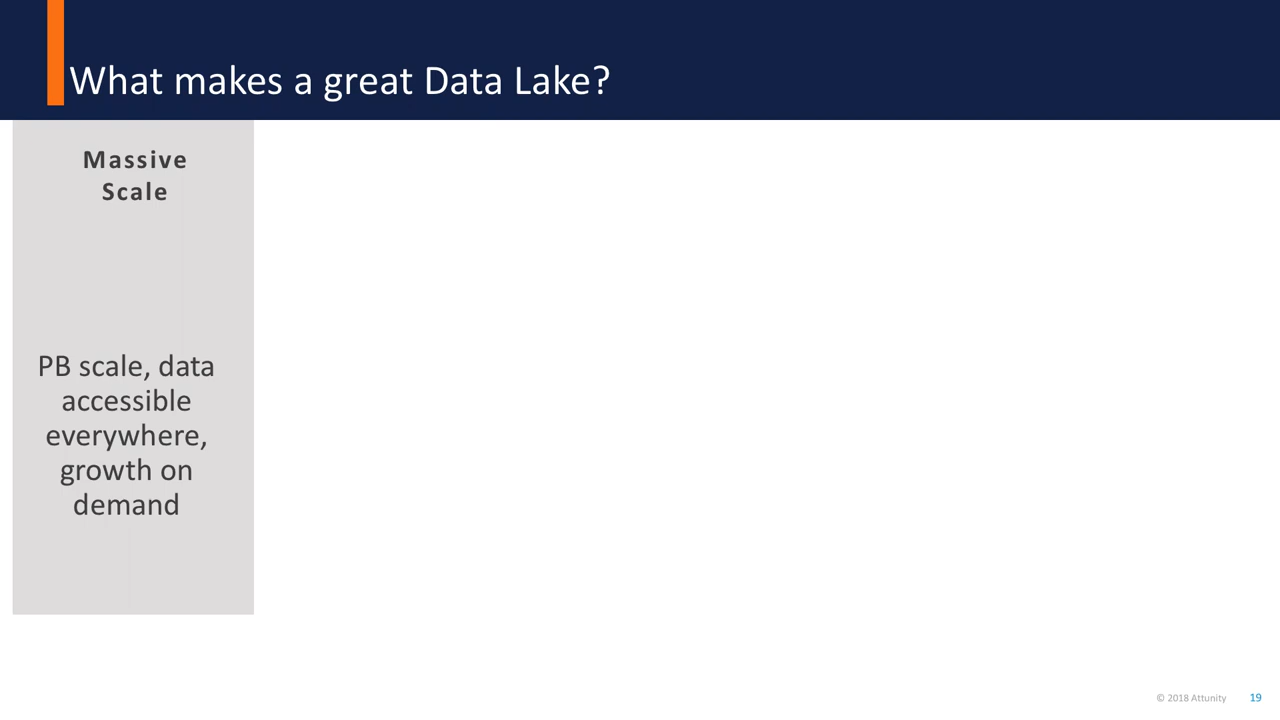 What makes a great Data Lake?
Massive
Scale
PB scale, data
accessible
everywhere,
growth on
demand
© 2018 Attunity
19